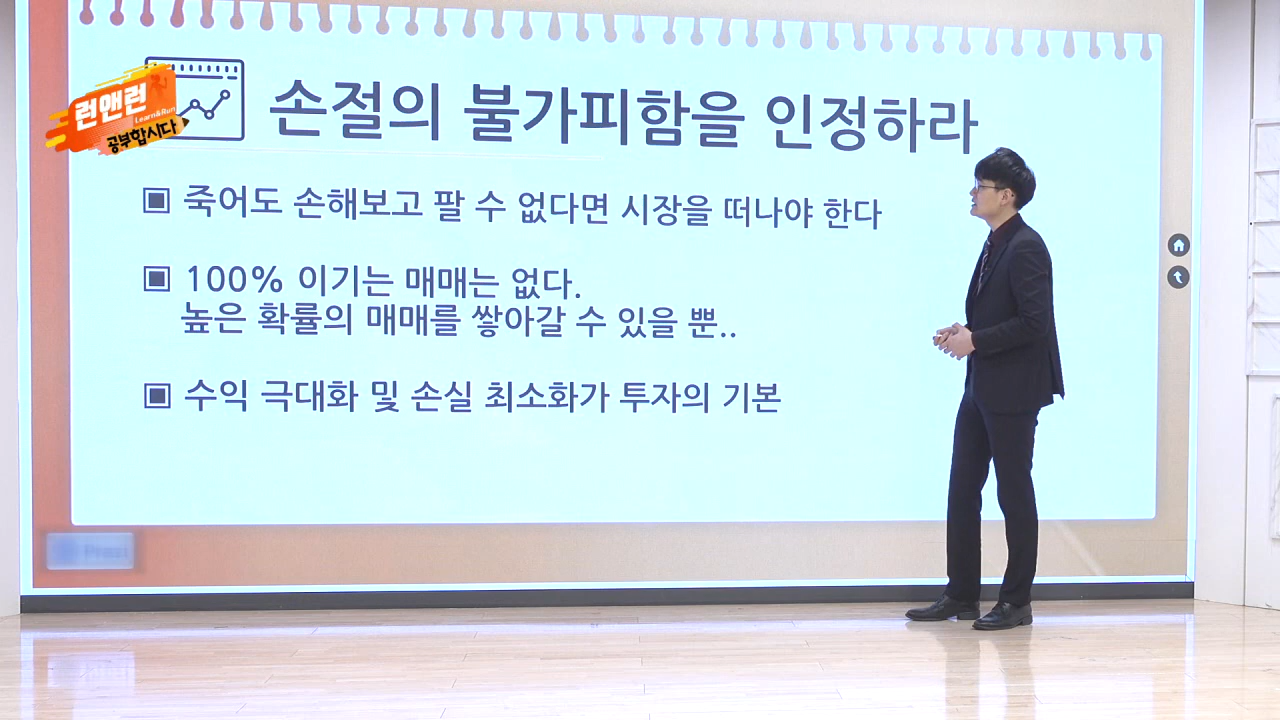 런앤런
Learn&Run
공부합시다
손절의 불가피함을 인정하라
▣ 죽어도 손해보고 팔 수 없다면 시장을 떠나야 한다
▣ 100% 이기는 매매는 없다.
높은 확률의 매매를 쌓아갈 수 있을 뿐..
▣ 수익 극대화 및 손실 최소화가 투자의 기본